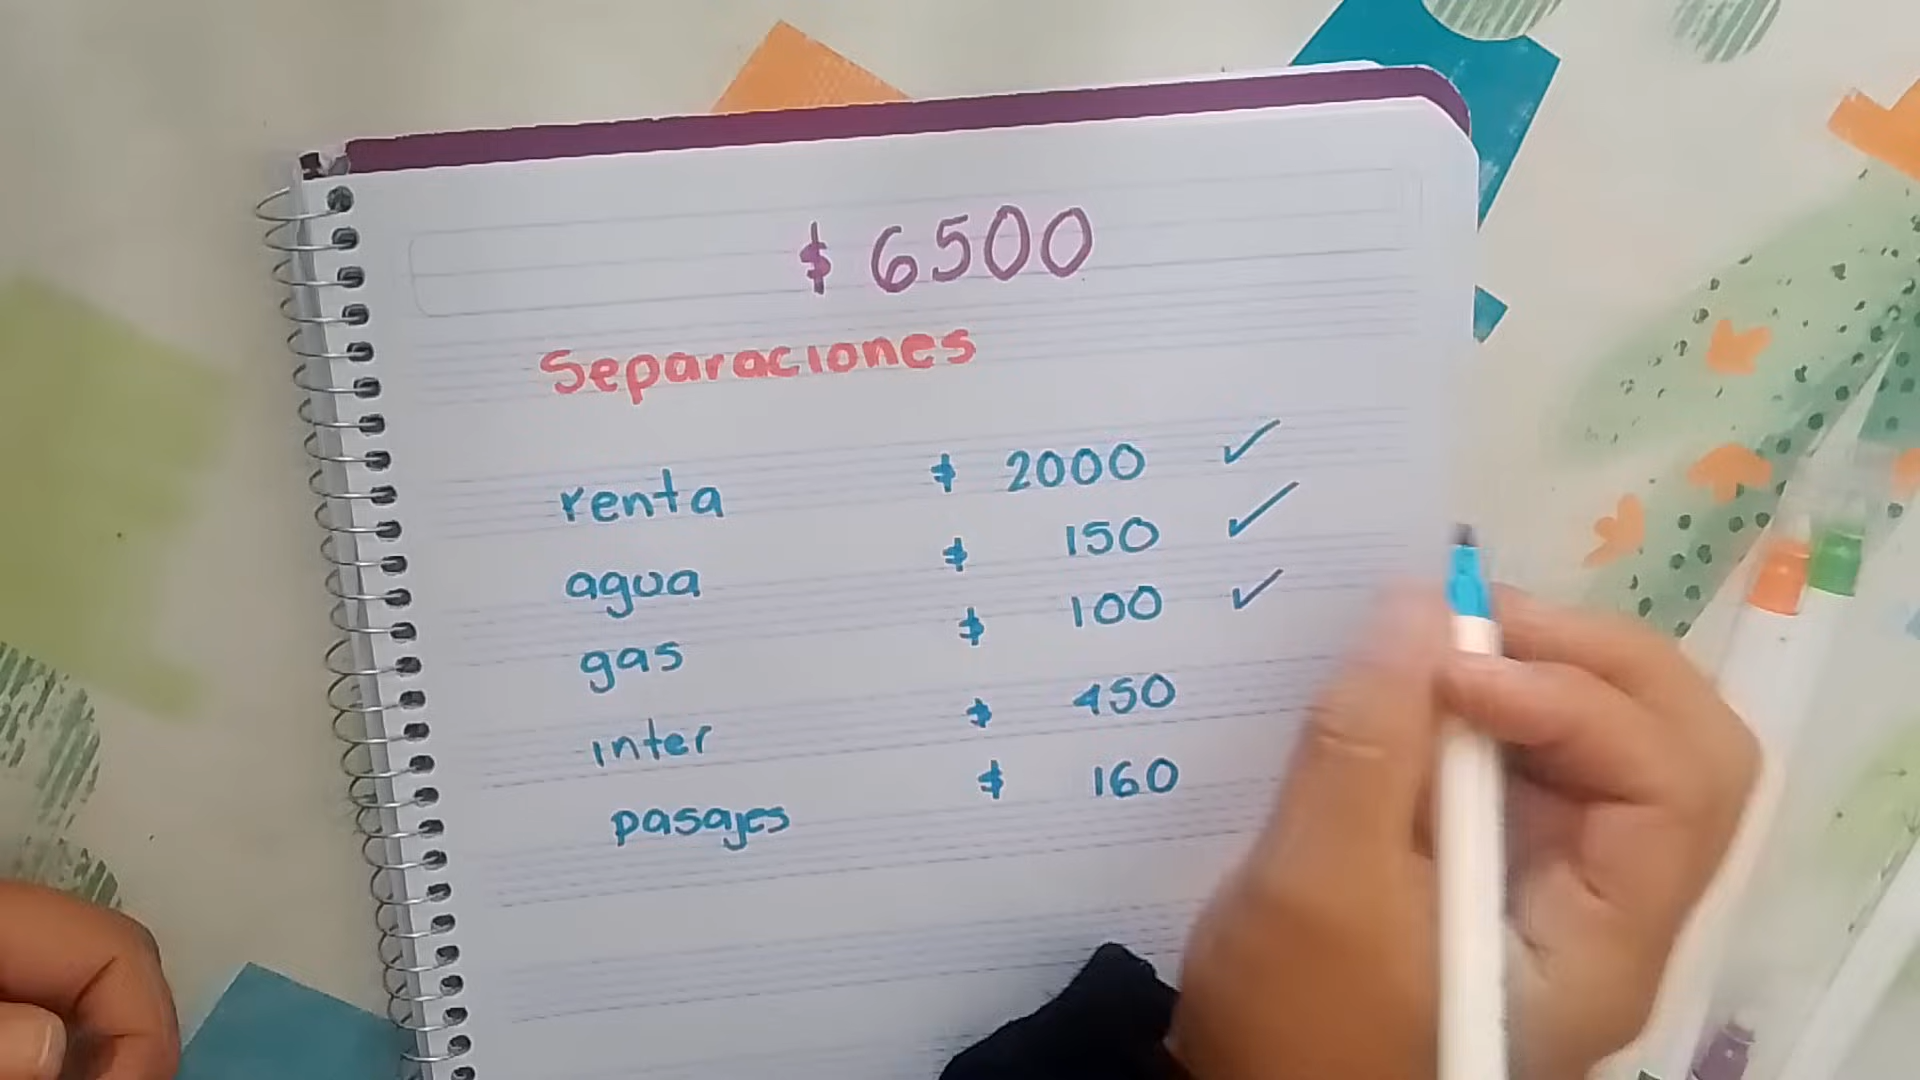 $ 6500
Separaciones
renta $ 2000 ✓
agua $ 150 ✓
gas $ 100 ✓
inter $ 450
pasajes $ 160